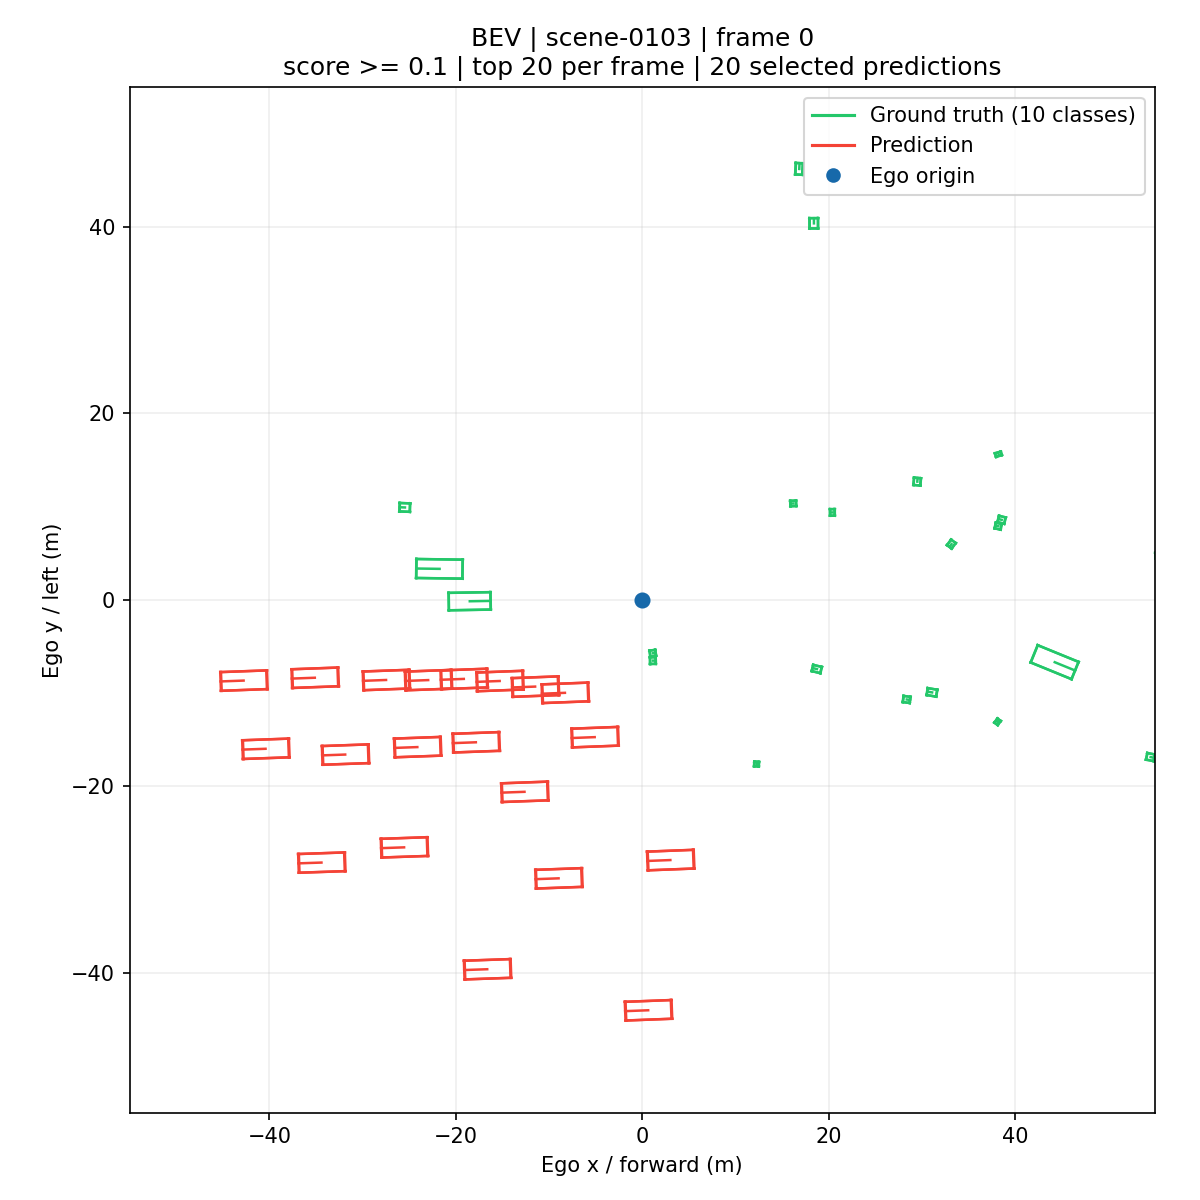 BEV | scene-0103 | frame 0
score >= 0.1 | top 20 per frame | 20 selected predictions
Ground truth (10 classes)
Prediction
Ego origin
40
20
0
−20
−40
Ego y / left (m)
−40
−20
0
20
40
Ego x / forward (m)